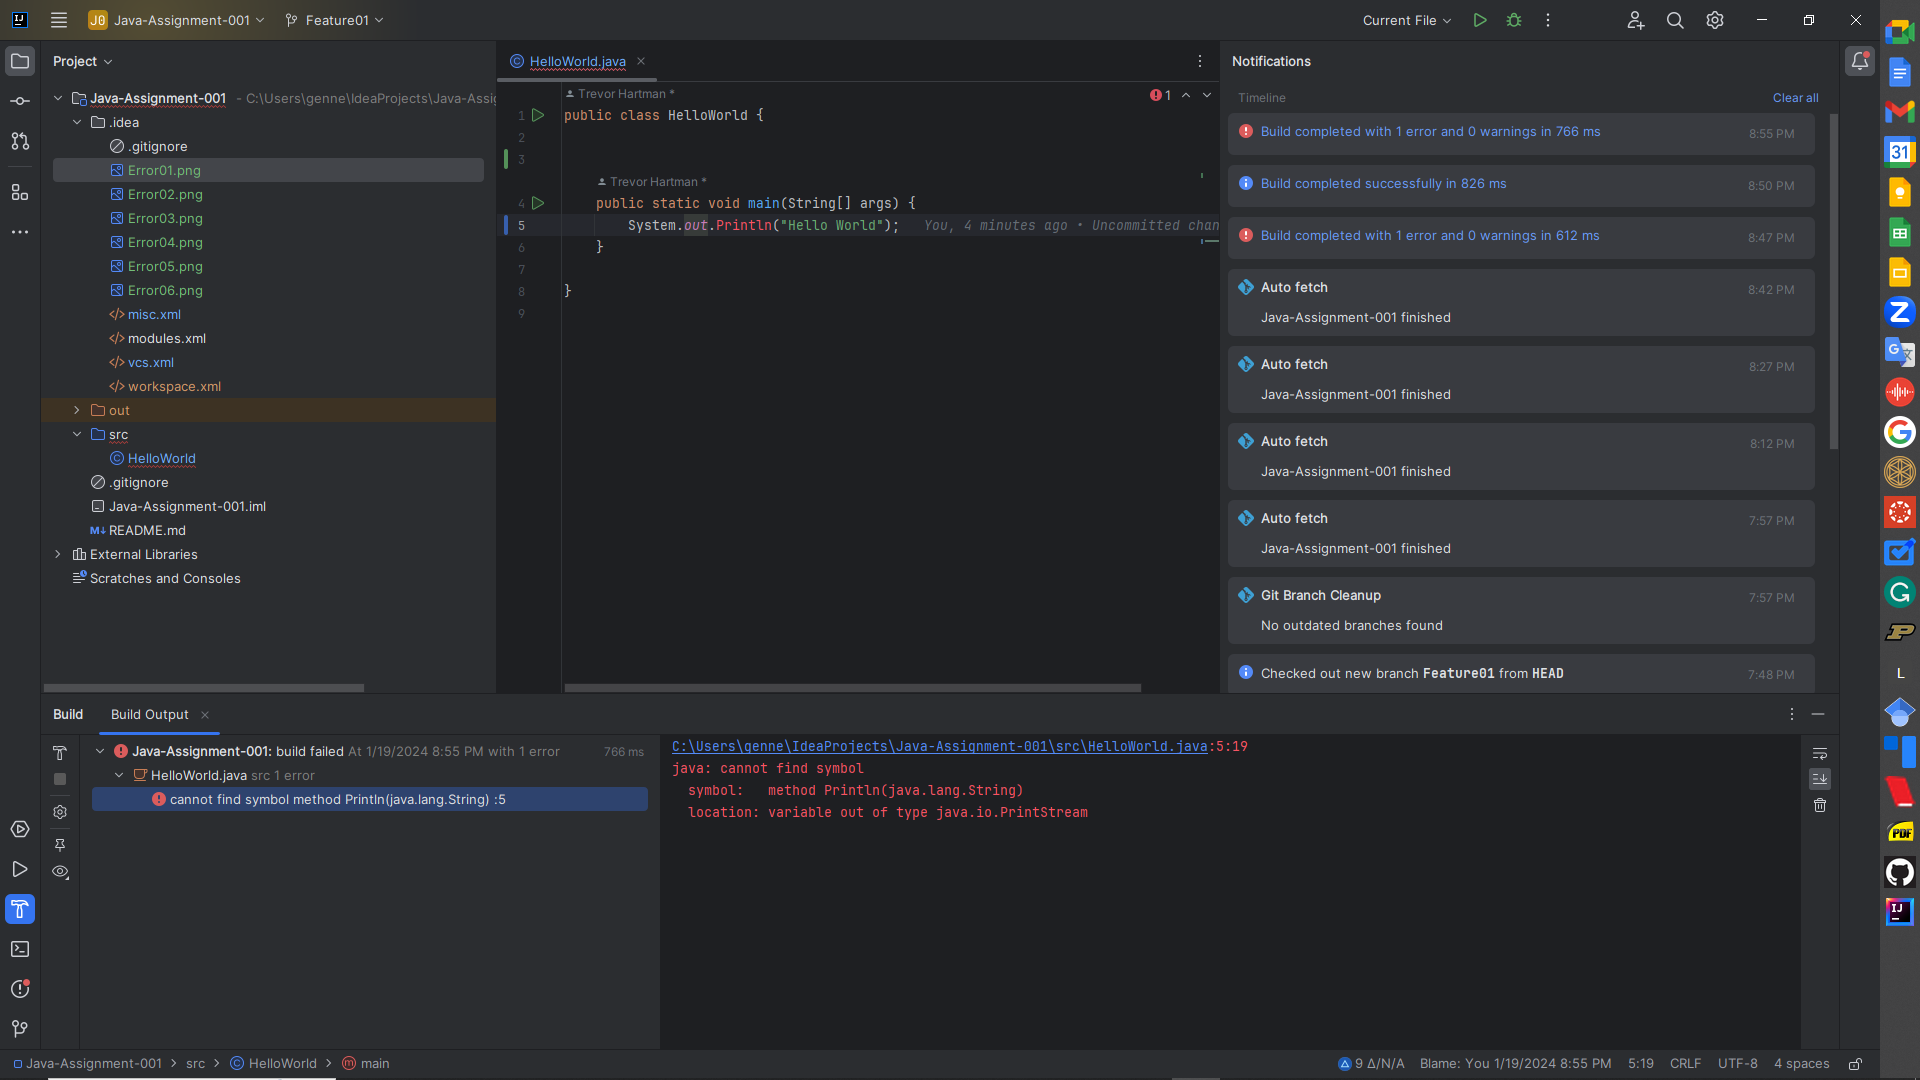 J0 Java-Assignment-001 Feature01 Current File
Project
Java-Assignment-001 - C:\Users\genne\IdeaProjects\Java-Assig
.idea
.gitignore
Error01.png
Error02.png
Error03.png
Error04.png
Error05.png
Error06.png
misc.xml
modules.xml
vcs.xml
workspace.xml
out
src
HelloWorld
.gitignore
Java-Assignment-001.iml
README.md
External Libraries
Scratches and Consoles
HelloWorld.java
Trevor Hartman *
1
1 public class HelloWorld {
2
3
Trevor Hartman *
4 public static void main(String[] args) {
5 System.out.Println("Hello World"); You, 4 minutes ago • Uncommitted chan
6 }
7
8 }
9
Notifications
Timeline Clear all
Build completed with 1 error and 0 warnings in 766 ms 8:55 PM
Build completed successfully in 826 ms 8:50 PM
Build completed with 1 error and 0 warnings in 612 ms 8:47 PM
Auto fetch 8:42 PM
Java-Assignment-001 finished
Auto fetch 8:27 PM
Java-Assignment-001 finished
Auto fetch 8:12 PM
Java-Assignment-001 finished
Auto fetch 7:57 PM
Java-Assignment-001 finished
Git Branch Cleanup 7:57 PM
No outdated branches found
Checked out new branch Feature01 from HEAD 7:48 PM
Build Build Output
Java-Assignment-001: build failed At 1/19/2024 8:55 PM with 1 error 766 ms
HelloWorld.java src 1 error
cannot find symbol method Println(java.lang.String) :5
C:\Users\genne\IdeaProjects\Java-Assignment-001\src\HelloWorld.java:5:19
java: cannot find symbol
symbol: method Println(java.lang.String)
location: variable out of type java.io.PrintStream
Java-Assignment-001 > src > HelloWorld > main
9 Δ/N/A Blame: You 1/19/2024 8:55 PM 5:19 CRLF UTF-8 4 spaces
31
L
PDF
IJ